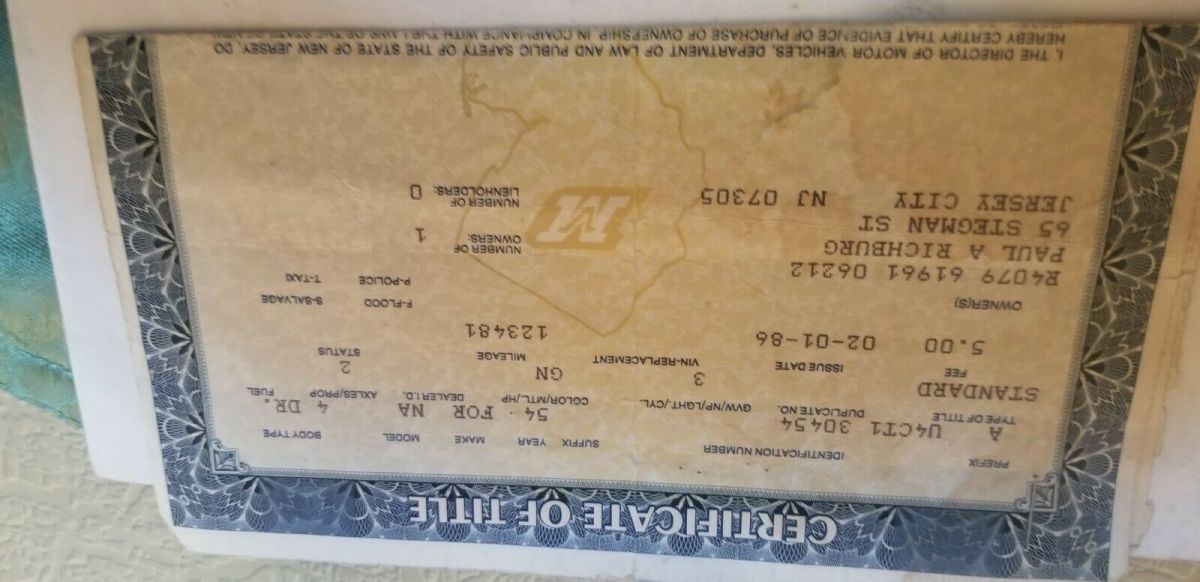 CERTIFICATE OF TITLE
PREFIX IDENTIFICATION NUMBER SUFFIX YEAR MAKE MODEL BODY TYPE
A U4CT1 30454 54 FOR NA 4 DR.
TYPE OF TITLE DUPLICATE NO. GVW/NP/LGHT./CYL. COLOR/MTL./HP DEALER I.D. AXLES/PROP FUEL
STANDARD 3 GN 2
FEE ISSUE DATE VIN-REPLACEMENT MILEAGE STATUS
5.00 02-01-86 123481
OWNER(S) F-FLOOD S-SALVAGE
P-POLICE T-TAXI
R4079 61961 06212
PAUL A RICHBURG
65 STEGMAN ST
JERSEY CITY NJ 07305
NUMBER OF
OWNERS: 1
M
NUMBER OF
LIENHOLDERS: 0
I, THE DIRECTOR OF MOTOR VEHICLES, DEPARTMENT OF LAW AND PUBLIC SAFETY OF THE STATE OF NEW JERSEY, DO
HEREBY CERTIFY THAT EVIDENCE OF PURCHASE OF OWNERSHIP, IN COMPLIANCE WITH THE LAWS OF THE STATE OF NEW